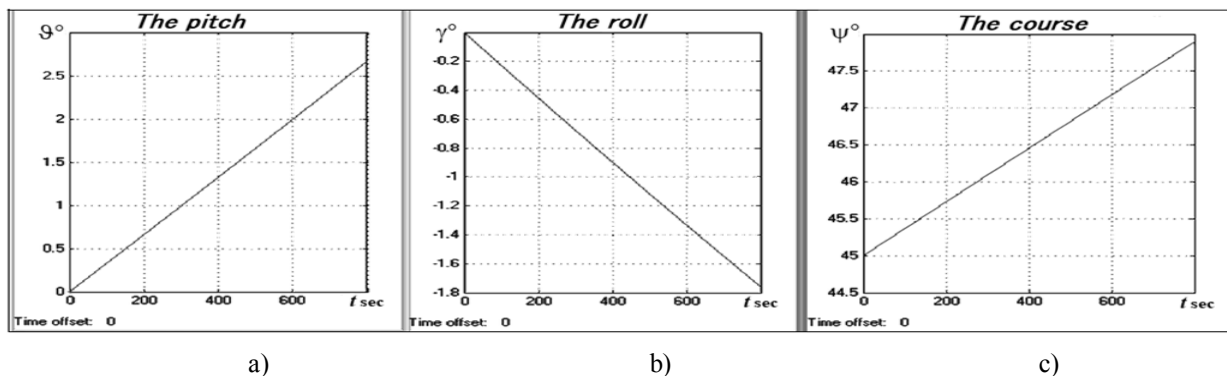 The pitch
ϑ°
2.5
2
1.5
1
0.5
0
0 200 400 600 t sec
Time offset: 0
a)
The roll
γ°
-0.2
-0.4
-0.6
-0.8
-1
-1.2
-1.4
-1.6
-1.8
0 200 400 600 t sec
Time offset: 0
b)
The course
ψ°
47.5
47
46.5
46
45.5
45
44.5
0 200 400 600 t sec
Time offset: 0
c)